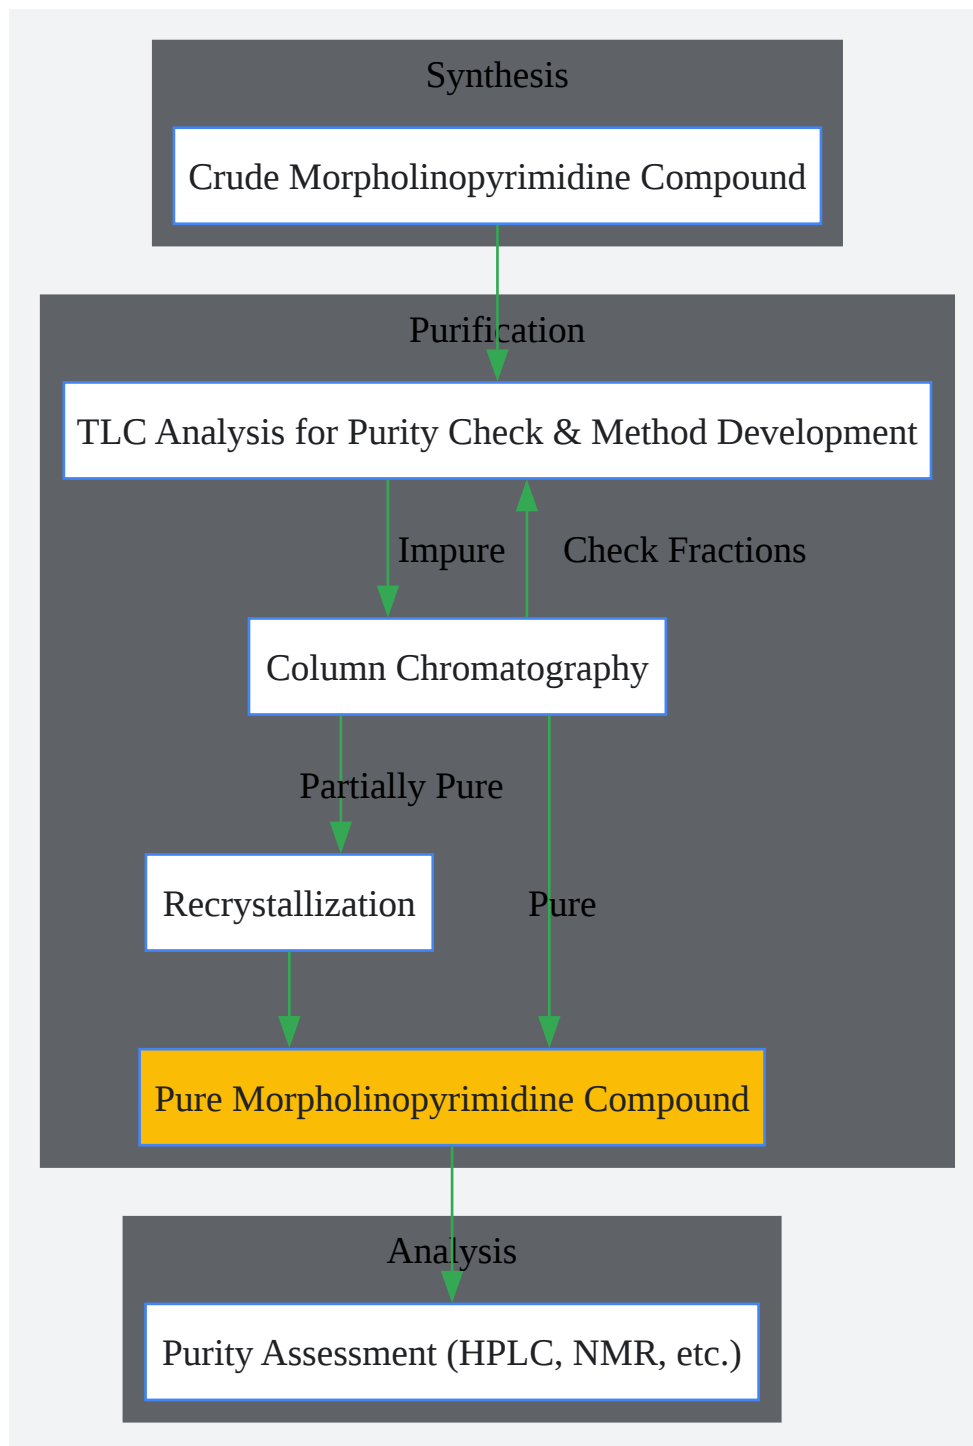 Synthesis
Crude Morpholinopyrimidine Compound
Purification
TLC Analysis for Purity Check & Method Development
Impure
Check Fractions
Column Chromatography
Partially Pure
Recrystallization
Pure
Pure Morpholinopyrimidine Compound
Analysis
Purity Assessment (HPLC, NMR, etc.)